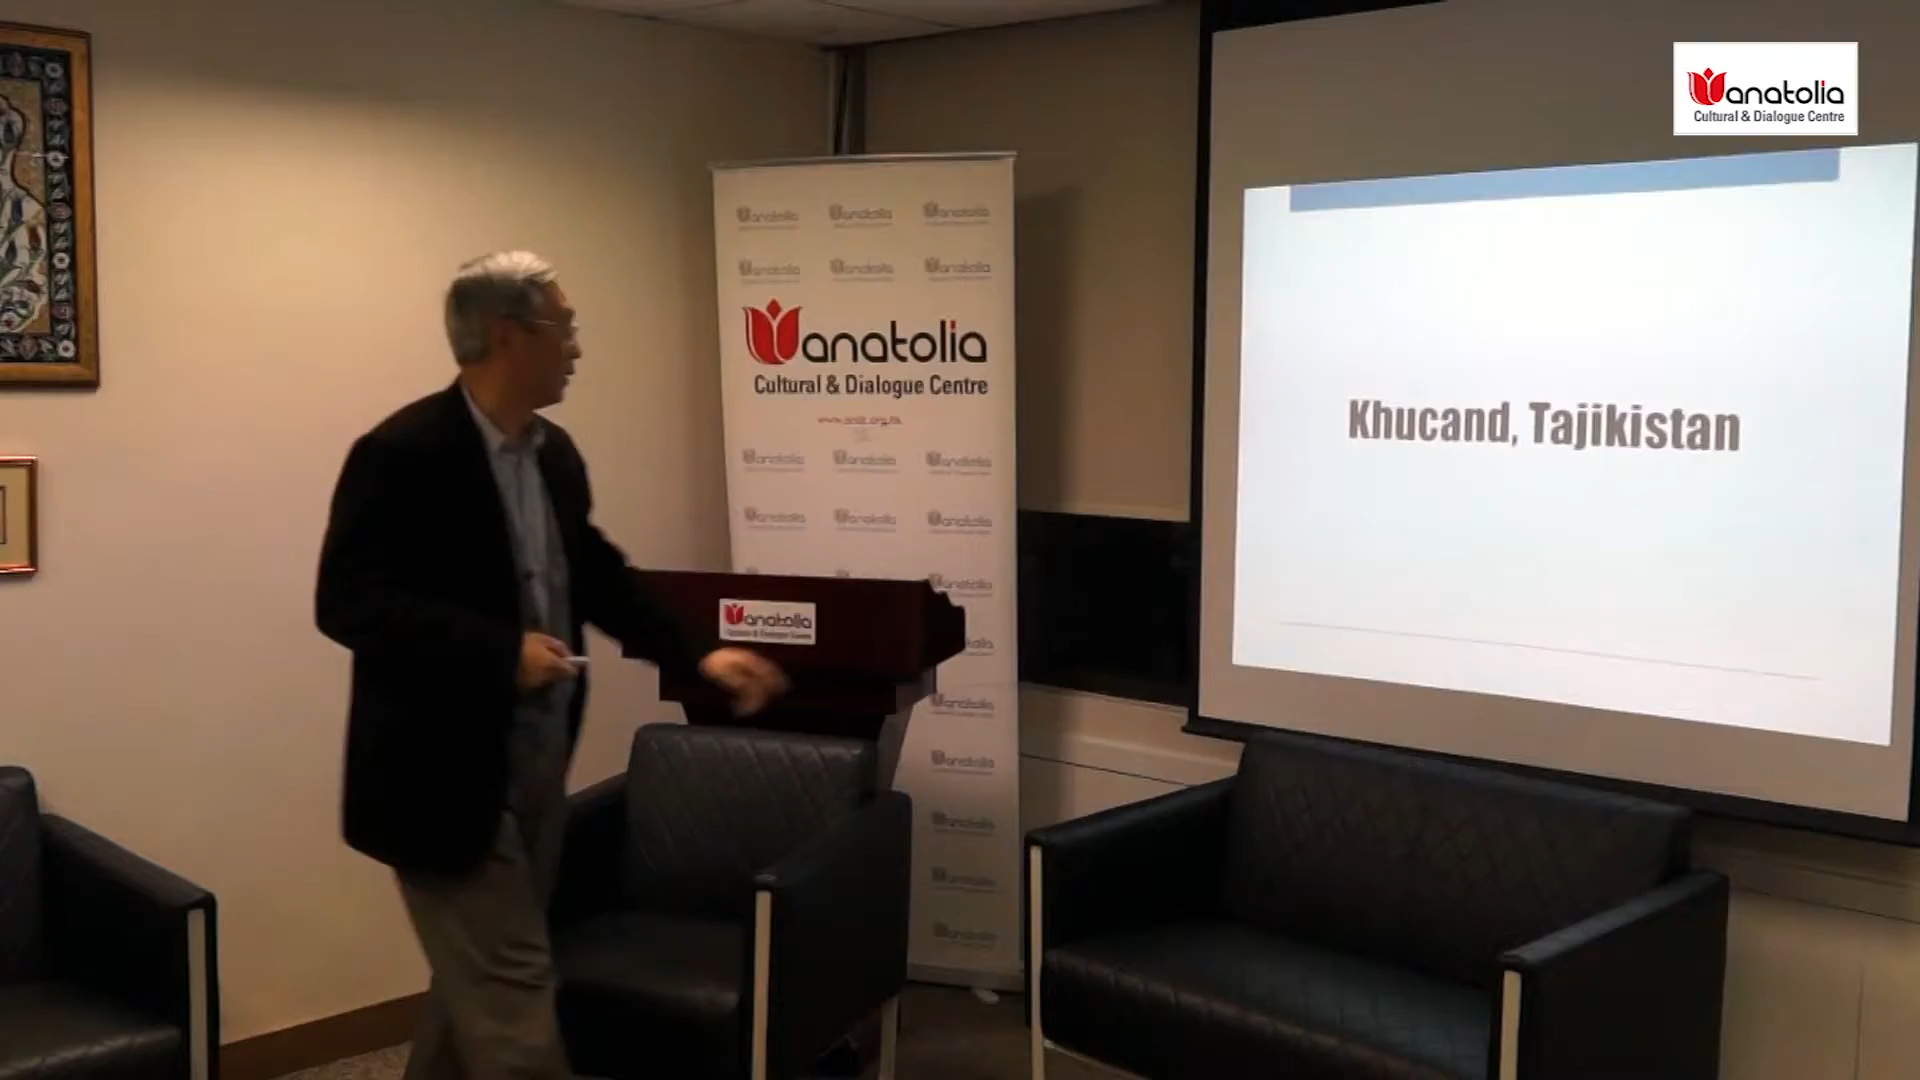 anatolia
Cultural & Dialogue Centre
anatolia
Cultural & Dialogue Centre
Khucand, Tajikistan
anatolia